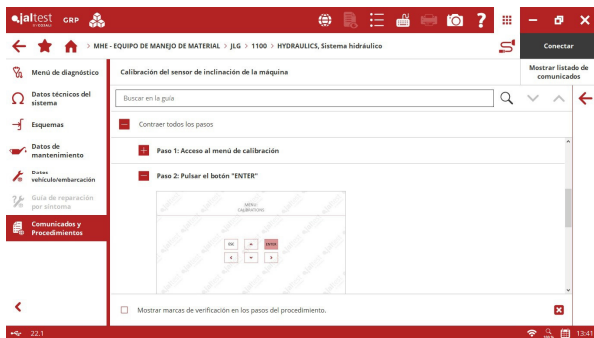 jaltest GRP ?
MHE - EQUIPO DE MANEJO DE MATERIAL > JLG > 1100 > HYDRAULICS, Sistema hidráulico
Conectar
Menú de diagnóstico
Datos técnicos del
sistema
Esquemas
Datos de
mantenimiento
Datos
vehículo/embarcación
Guía de reparación
por síntoma
Comunicados y
Procedimientos
Calibración del sensor de inclinación de la máquina
Mostrar listado de
comunicados
Buscar en la guía
Contraer todos los pasos
Paso 1: Acceso al menú de calibración
Paso 2: Pulsar el botón "ENTER"
MENU:
CALIBRATIONS
ESC
ENTER
Mostrar marcas de verificación en los pasos del procedimiento.
22.1
100%
13:41